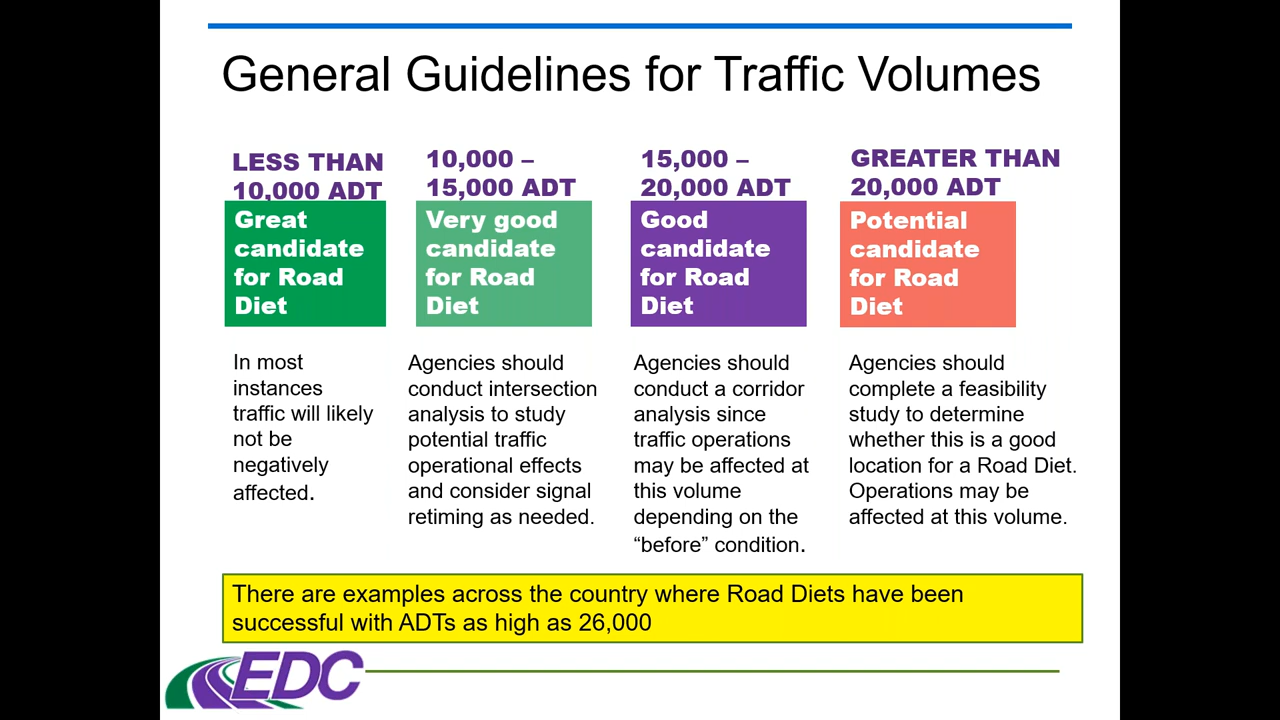 General Guidelines for Traffic Volumes
LESS THAN
10,000 ADT
Great
candidate
for Road
Diet
In most
instances
traffic will likely
not be
negatively
affected.
10,000 –
15,000 ADT
Very good
candidate
for Road
Diet
Agencies should
conduct intersection
analysis to study
potential traffic
operational effects
and consider signal
retiming as needed.
15,000 –
20,000 ADT
Good
candidate
for Road
Diet
Agencies should
conduct a corridor
analysis since
traffic operations
may be affected at
this volume
depending on the
“before” condition.
GREATER THAN
20,000 ADT
Potential
candidate
for Road
Diet
Agencies should
complete a feasibility
study to determine
whether this is a good
location for a Road Diet.
Operations may be
affected at this volume.
There are examples across the country where Road Diets have been
successful with ADTs as high as 26,000
EDC